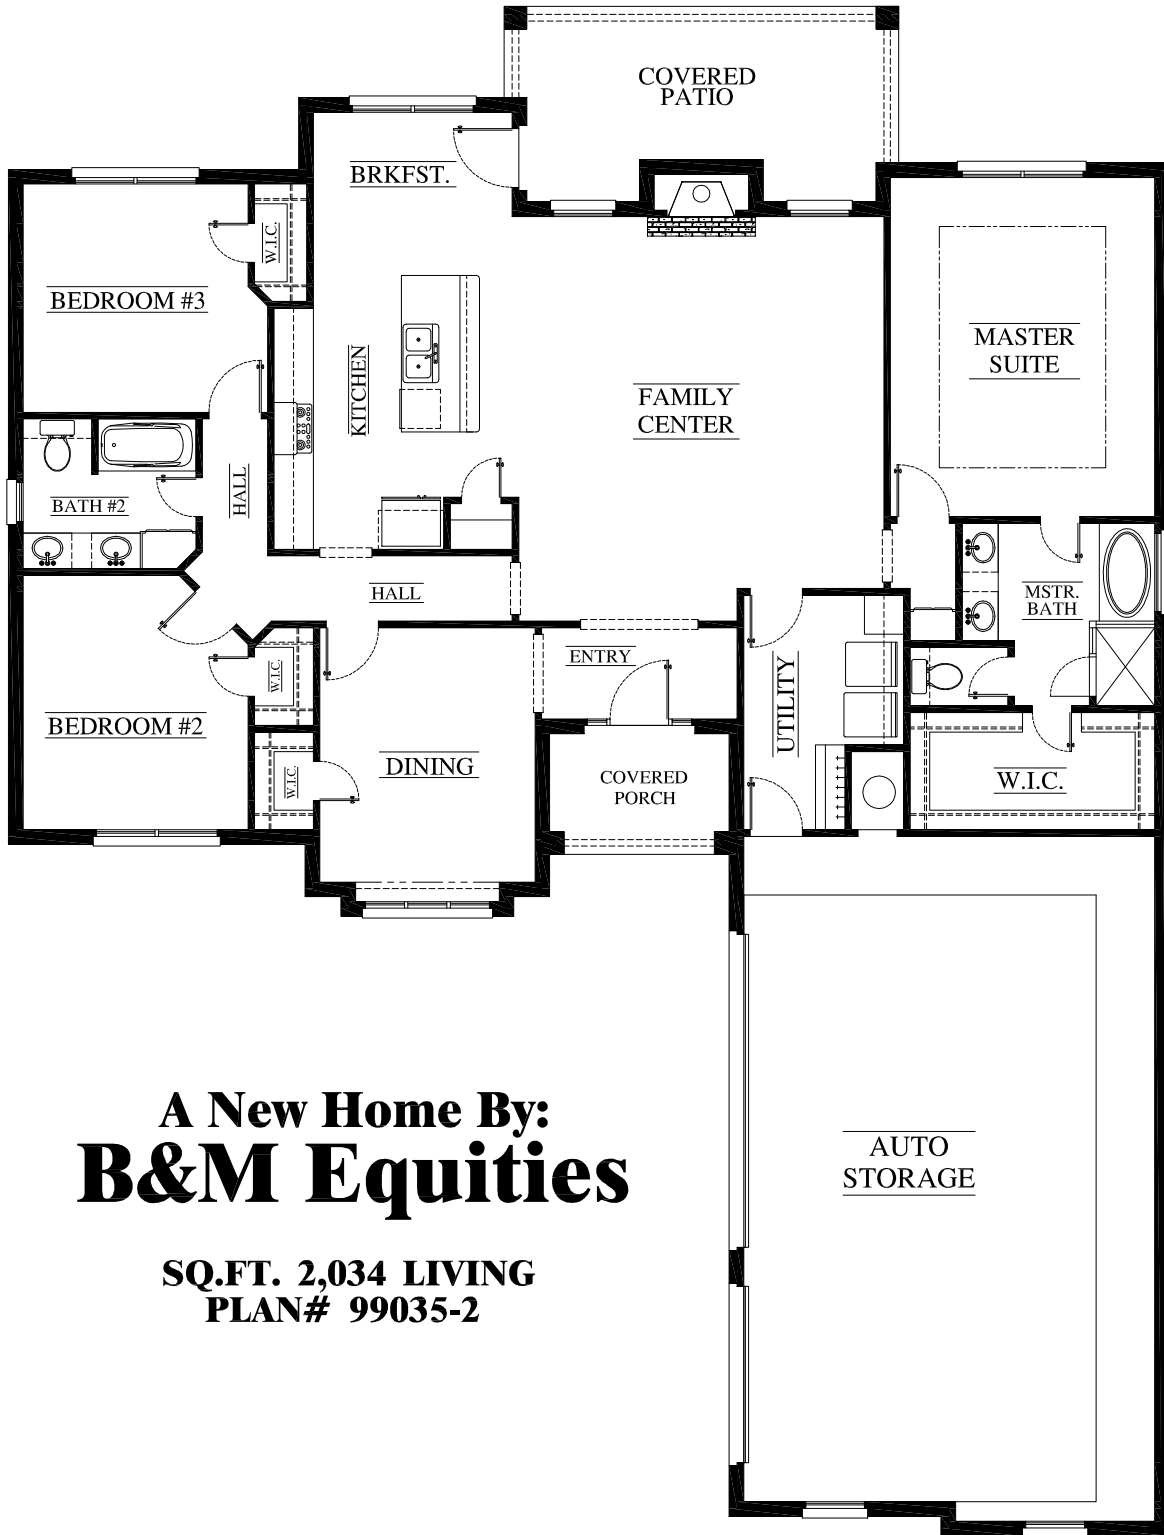 COVERED
PATIO
BRKFST.
W.I.C.
BEDROOM #3
MASTER
SUITE
KITCHEN
FAMILY
CENTER
HALL
BATH #2
HALL
MSTR.
BATH
ENTRY
UTILITY
W.I.C.
BEDROOM #2
DINING
W.I.C.
COVERED
PORCH
W.I.C.
AUTO
STORAGE
A New Home By:
B&M Equities
SQ.FT. 2,034 LIVING
PLAN# 99035-2